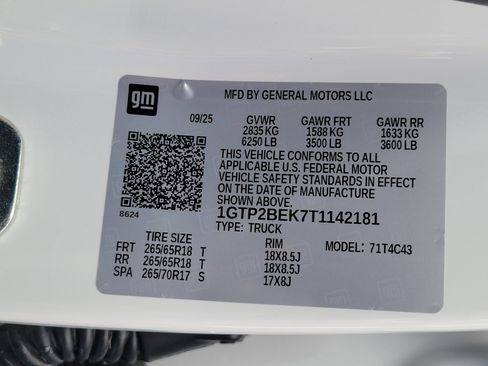 gm
MFD BY GENERAL MOTORS LLC
09/25 GVWR GAWR FRT GAWR RR
2835 KG 1588 KG 1633 KG
6250 LB 3500 LB 3600 LB
THIS VEHICLE CONFORMS TO ALL
APPLICABLE U.S. FEDERAL MOTOR
VEHICLE SAFETY STANDARDS IN EFFECT
ON THE DATE OF MANUFACTURE
SHOWN ABOVE.
8624 1GTP2BEK7T1142181
TYPE: TRUCK
TIRE SIZE RIM MODEL: 71T4C43
FRT 265/65R18 T 18X8.5J
RR 265/65R18 T 18X8.5J
SPA 265/70R17 S 17X8J